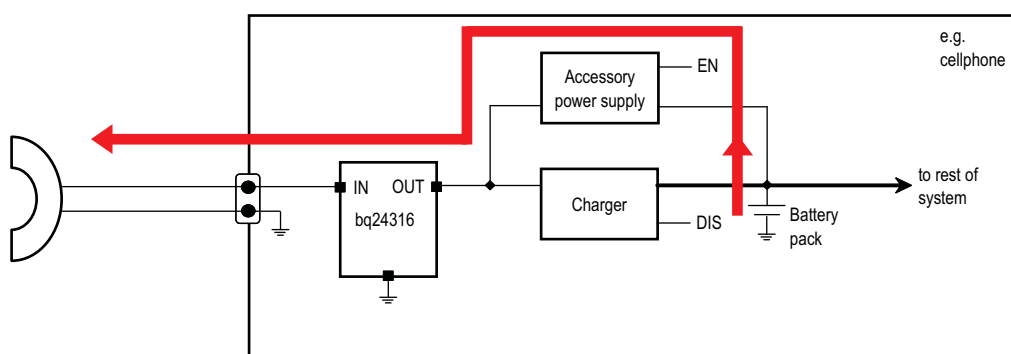 e.g.
cellphone
Accessory
power supply
EN
IN
OUT
bq24316
Charger
DIS
Battery
pack
to rest of
system